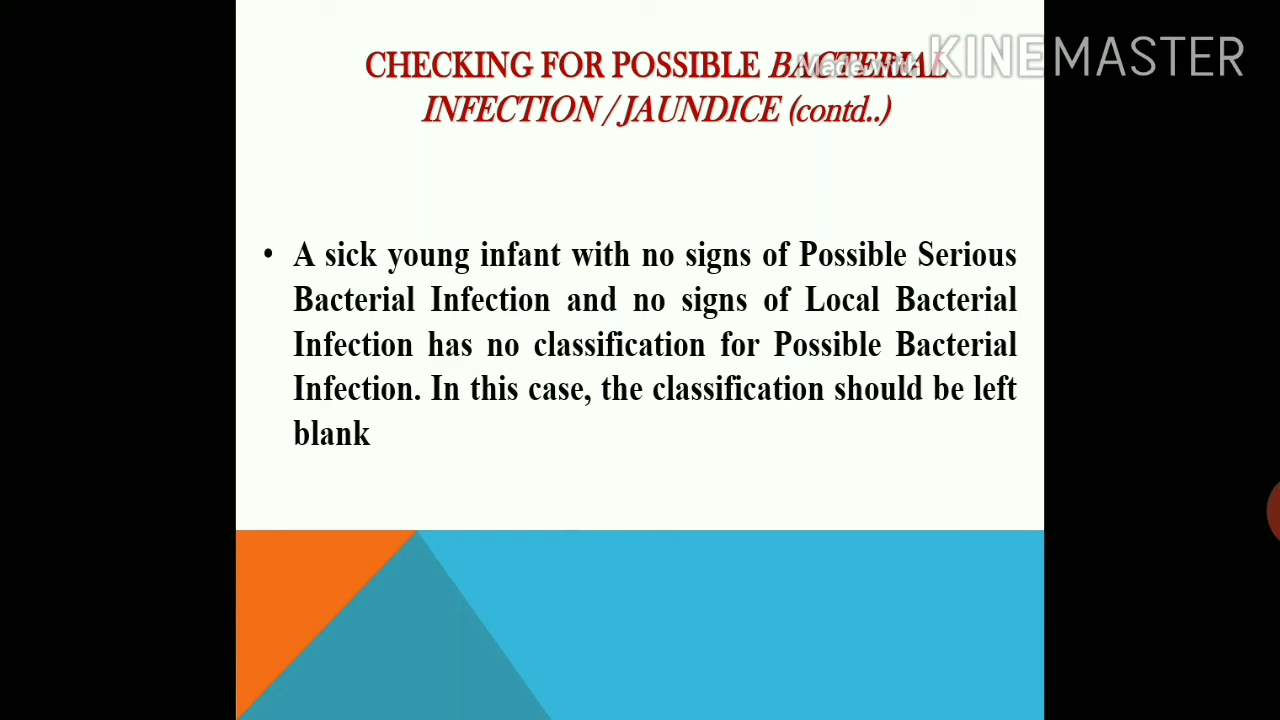 CHECKING FOR POSSIBLE BACTERIAL
Made with KINEMASTER
INFECTION / JAUNDICE (contd..)
• A sick young infant with no signs of Possible Serious
Bacterial Infection and no signs of Local Bacterial
Infection has no classification for Possible Bacterial
Infection. In this case, the classification should be left
blank